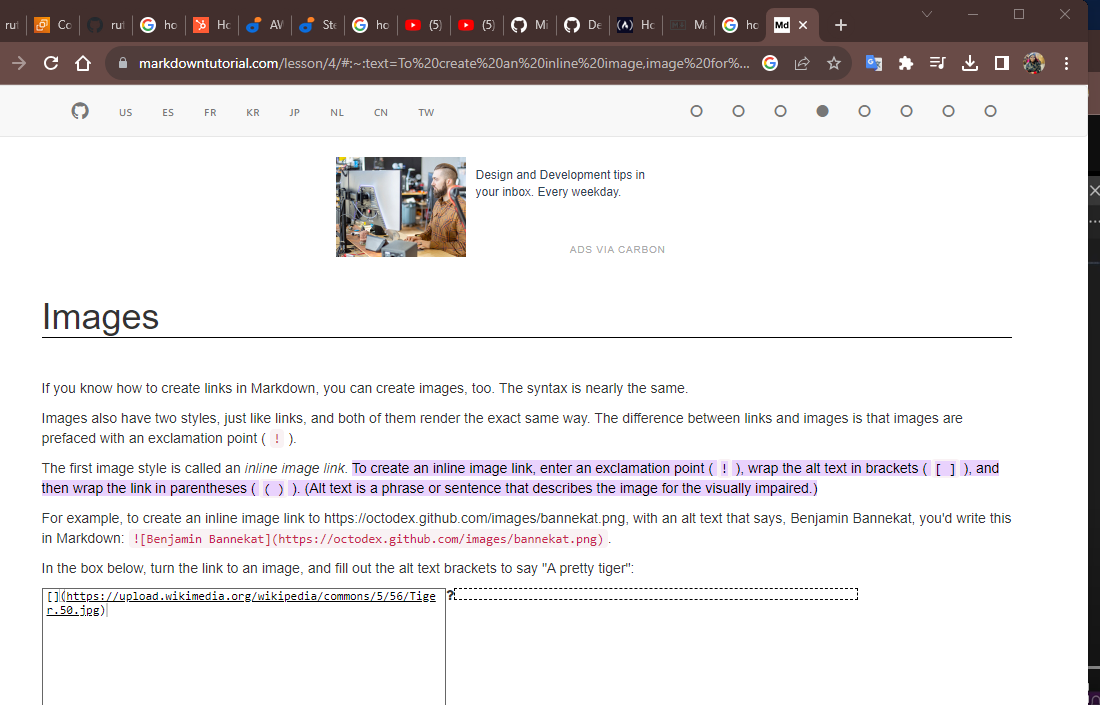 rut Co rut ho Ho AV Ste ho (5) (5) Mi De Ho Ma ho Md
markdowntutorial.com/lesson/4/#:~:text=To%20create%20an%20inline%20image,image%20for%...
US ES FR KR JP NL CN TW
Design and Development tips in
your inbox. Every weekday.
ADS VIA CARBON
Images
If you know how to create links in Markdown, you can create images, too. The syntax is nearly the same.
Images also have two styles, just like links, and both of them render the exact same way. The difference between links and images is that images are
prefaced with an exclamation point ( ! ).
The first image style is called an inline image link. To create an inline image link, enter an exclamation point ( ! ), wrap the alt text in brackets ( [ ] ), and
then wrap the link in parentheses ( ( ) ). (Alt text is a phrase or sentence that describes the image for the visually impaired.)
For example, to create an inline image link to https://octodex.github.com/images/bannekat.png, with an alt text that says, Benjamin Bannekat, you'd write this
in Markdown: ![Benjamin Bannekat](https://octodex.github.com/images/bannekat.png) .
In the box below, turn the link to an image, and fill out the alt text brackets to say "A pretty tiger":
[](https://upload.wikimedia.org/wikipedia/commons/5/56/Tige ?
r.50.jpg)